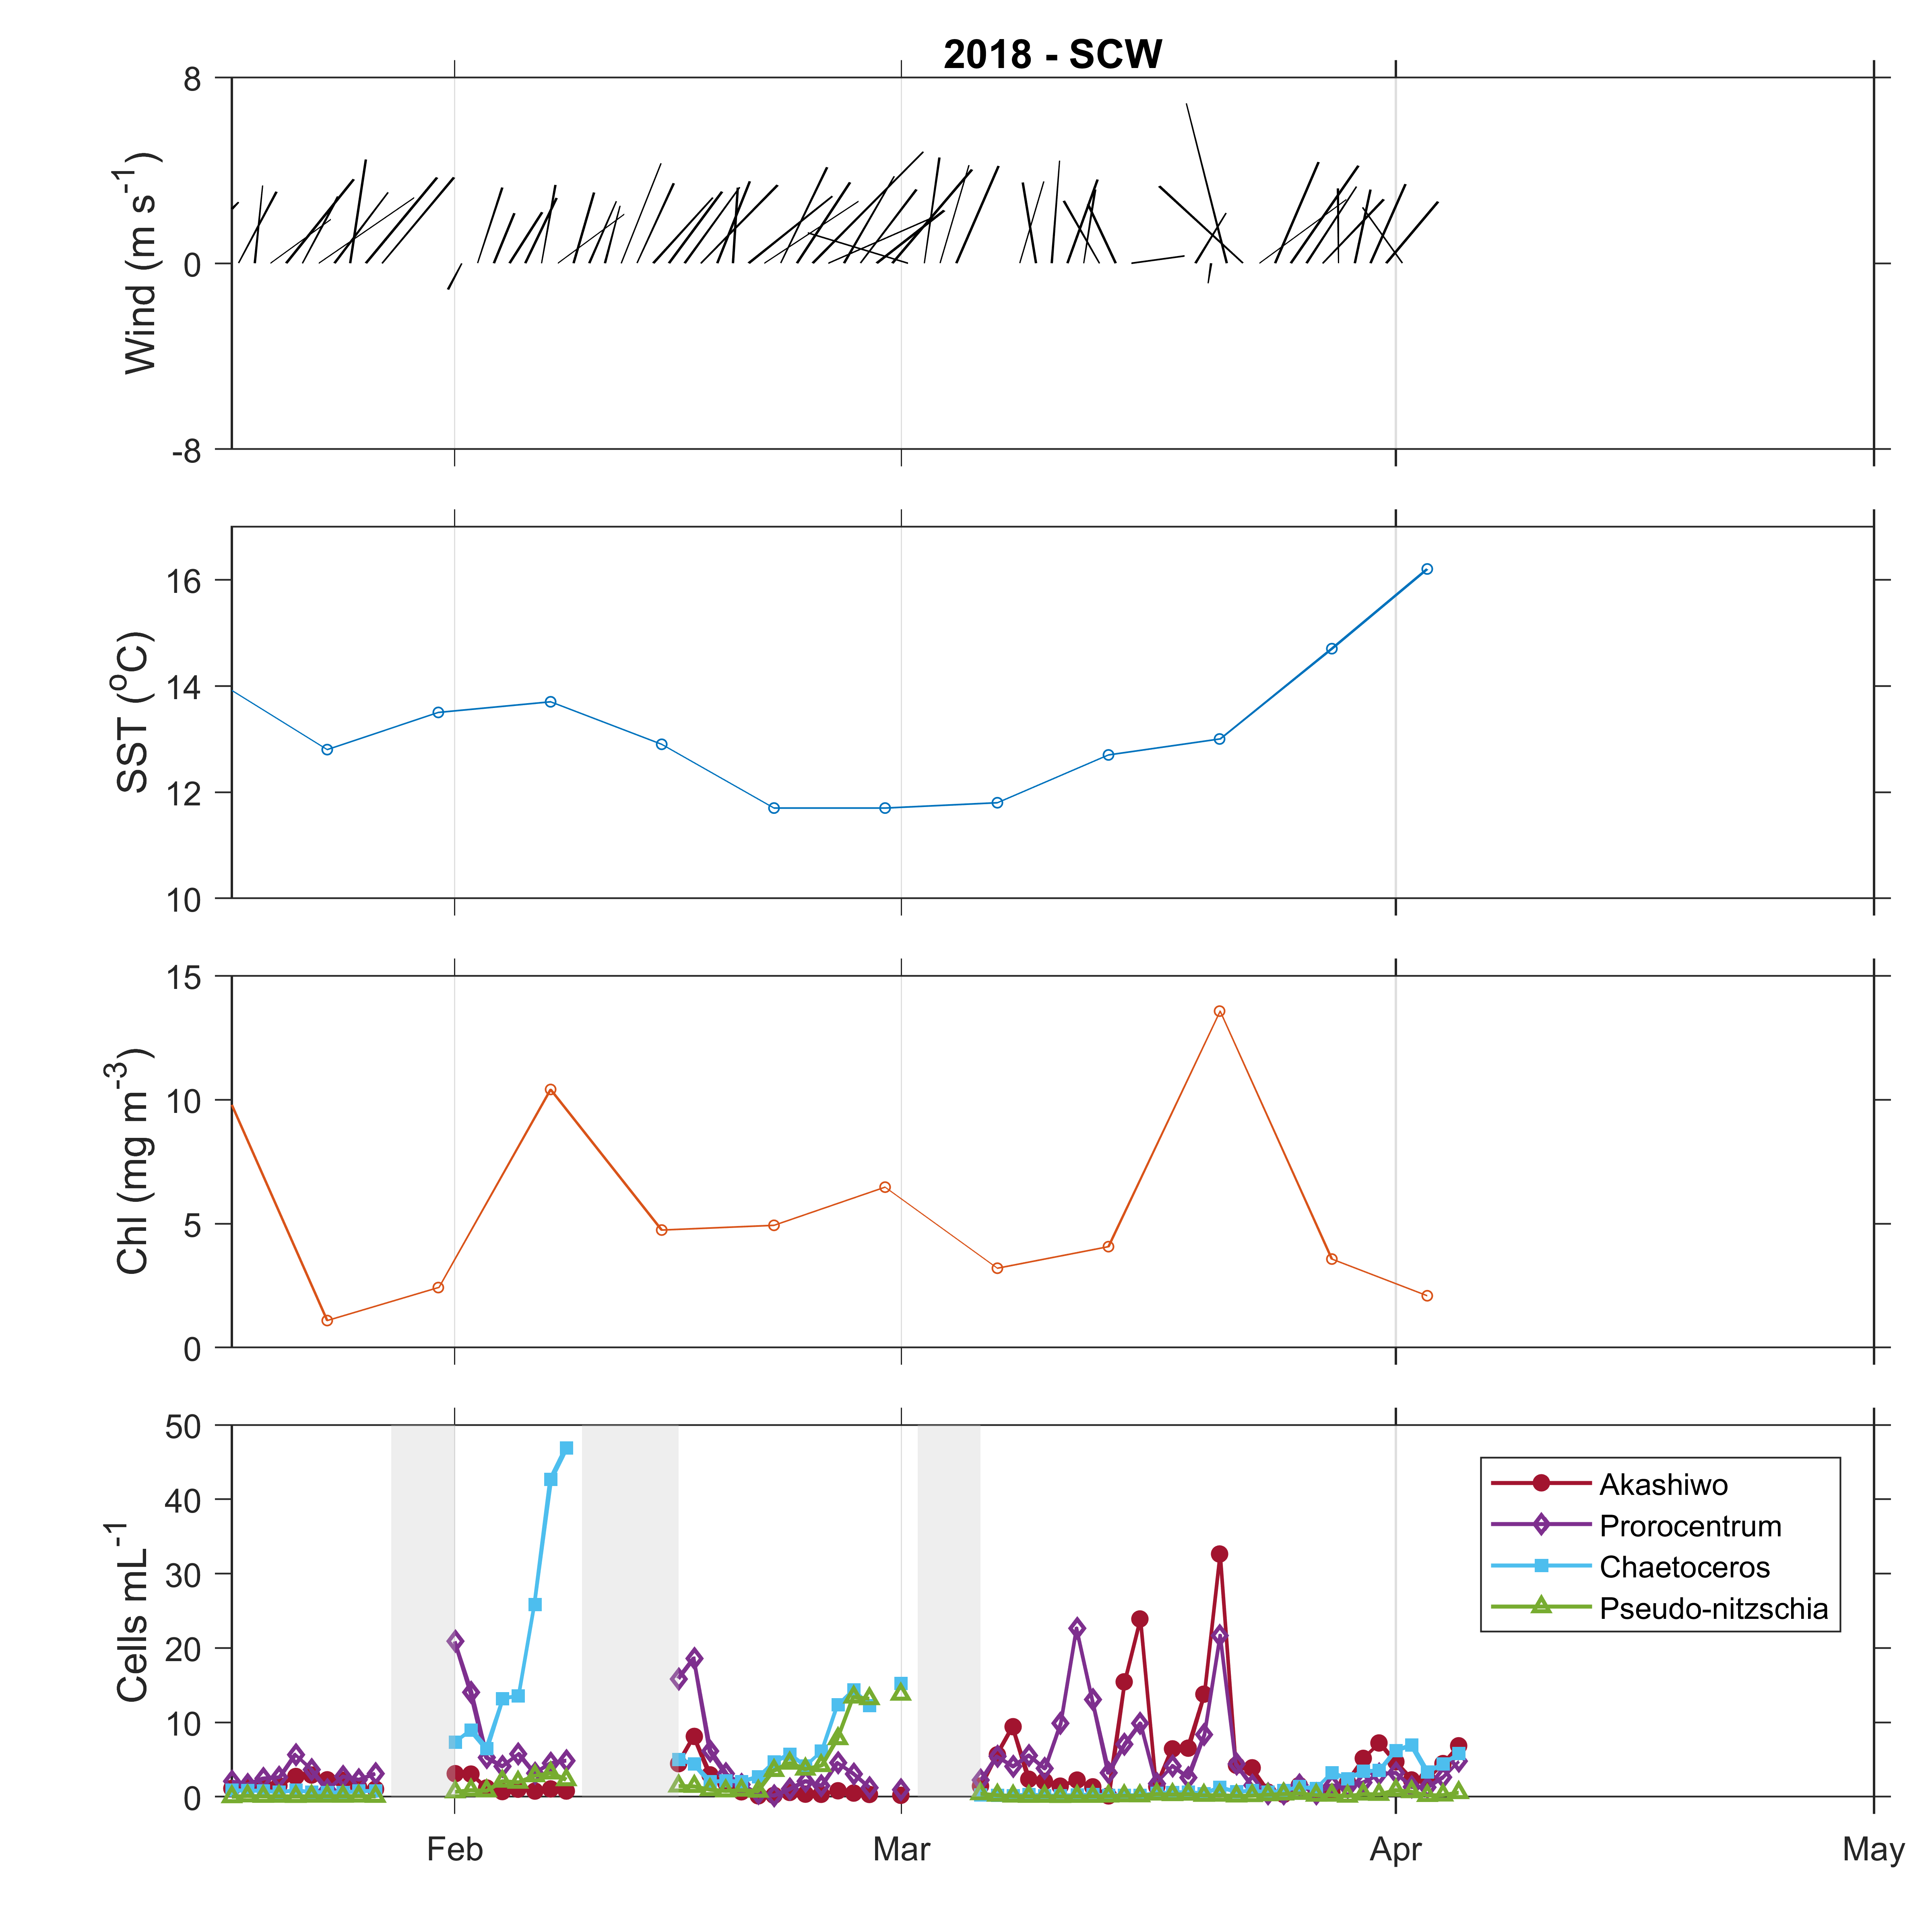 2018 - SCW
8
0
-8
Wind (m s-1)
16
14
12
10
SST (oC)
15
10
5
0
Chl (mg m-3)
50
40
30
20
10
0
Cells mL-1
Akashiwo
Prorocentrum
Chaetoceros
Pseudo-nitzschia
Feb Mar Apr May